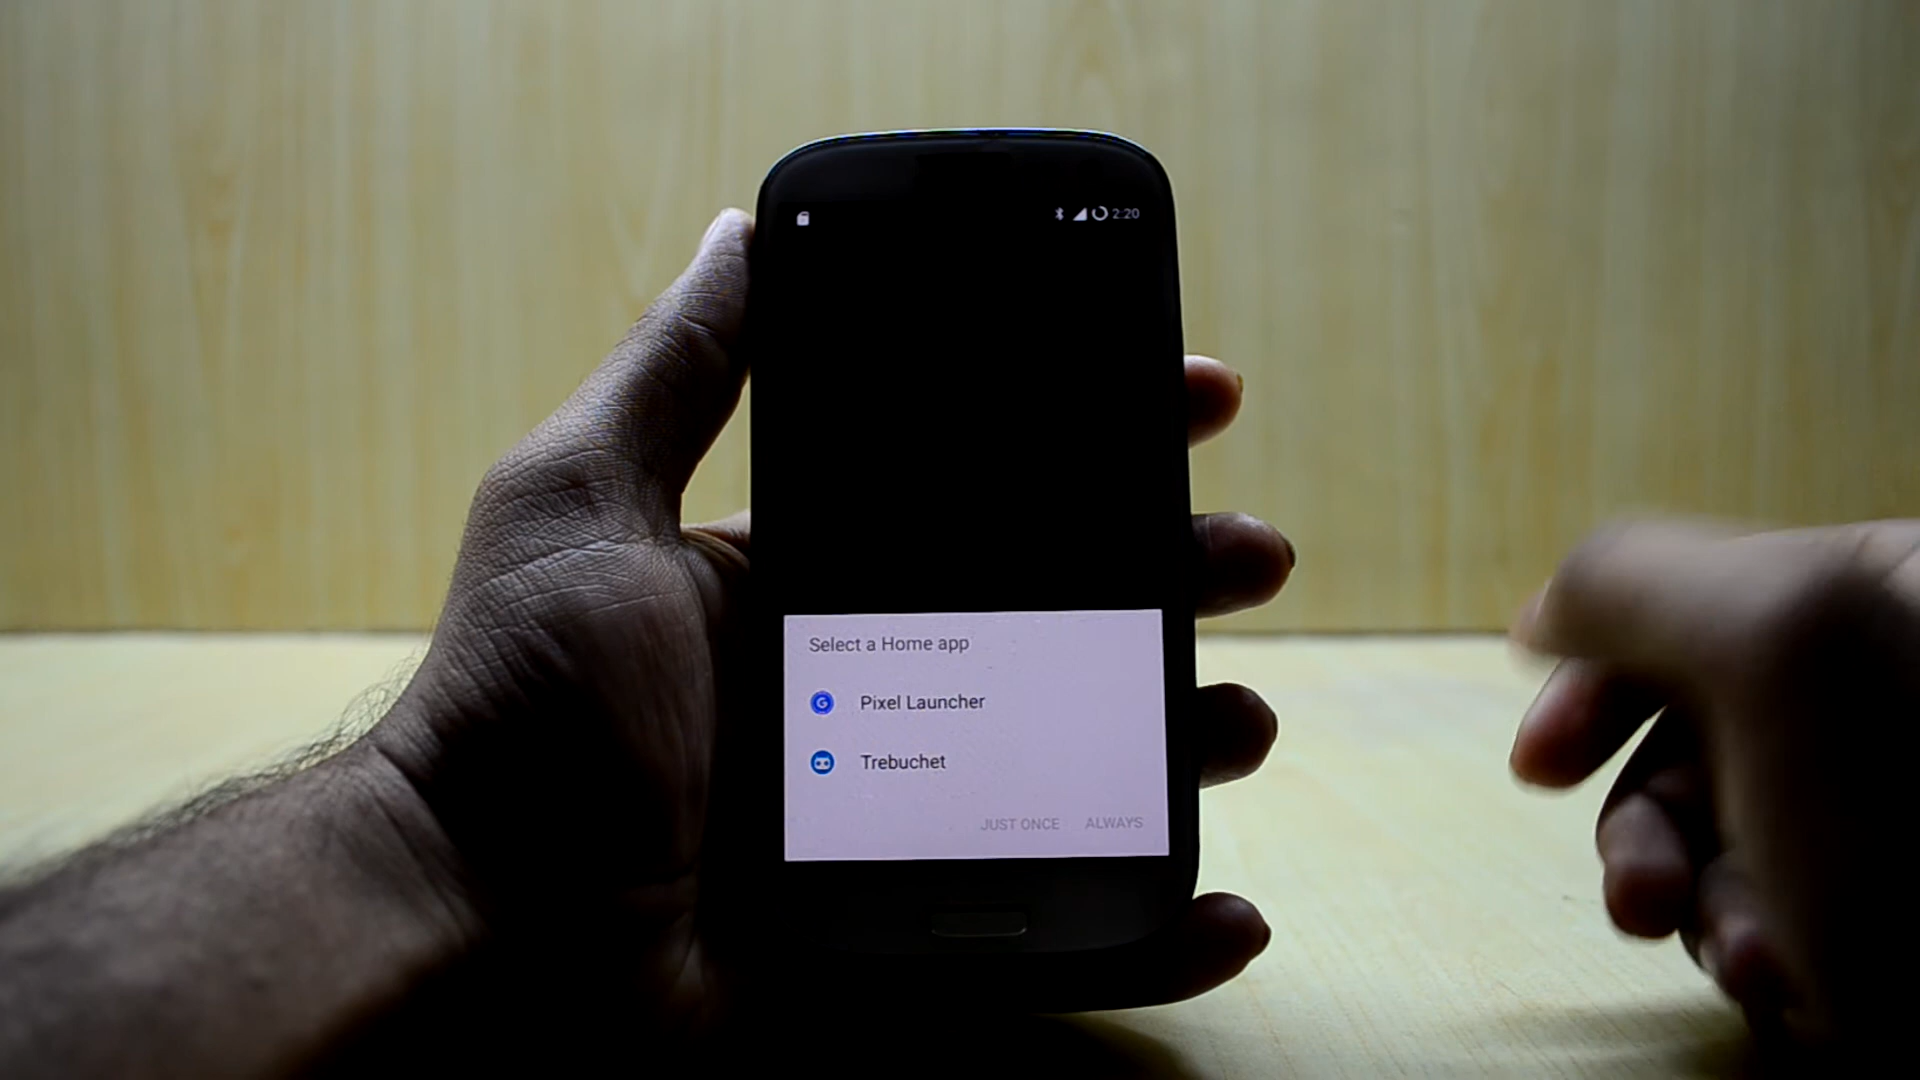 2:20
Select a Home app
G
Pixel Launcher
Trebuchet
JUST ONCE ALWAYS